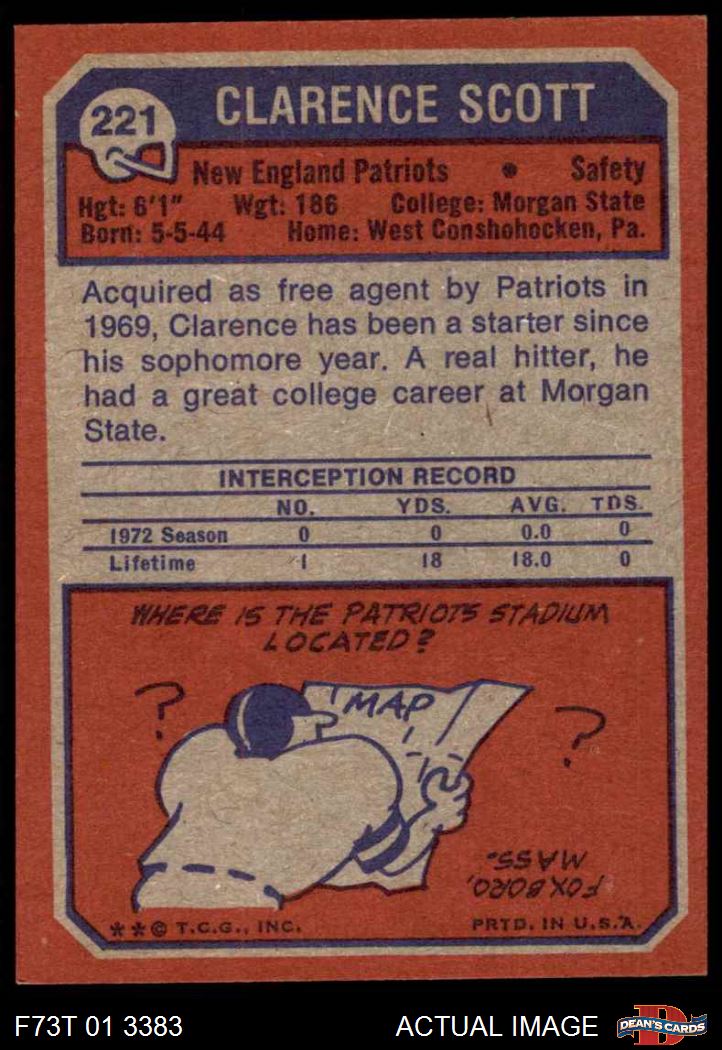 221
CLARENCE SCOTT
New England Patriots • Safety
Hgt: 6'1" Wgt: 186 College: Morgan State
Born: 5-5-44 Home: West Conshohocken, Pa.
Acquired as free agent by Patriots in
1969, Clarence has been a starter since
his sophomore year. A real hitter, he
had a great college career at Morgan
State.
INTERCEPTION RECORD
NO. YDS. AVG. TDS.
1972 Season 0 0 0.0 0
Lifetime 1 18 18.0 0
WHERE IS THE PATRIOTS STADIUM
LOCATED?
? MAP ?
FOXBORO,
MASS.
**© T.C.G., INC. PRTD. IN U.S.A.
F73T 01 3383 ACTUAL IMAGE D DEAN'S CARDS